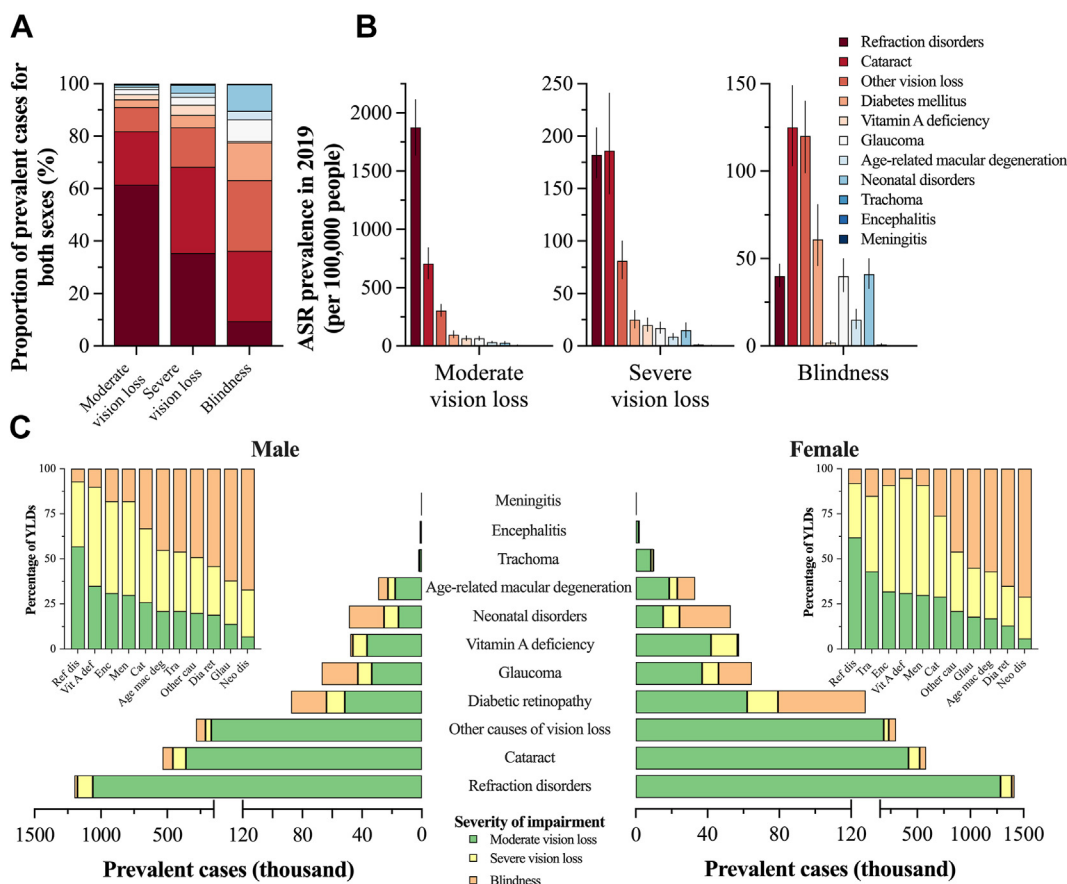 A
B
Proportion of prevalent cases for
both sexes (%)
100
80
60
40
20
0
Moderate
vision loss
Severe
vision loss
Blindness
ASR prevalence in 2019
(per 100,000 people)
2000
1500
1000
500
0
Moderate
vision loss
250
200
150
100
50
0
Severe
vision loss
150
100
50
0
Blindness
Refraction disorders
Cataract
Other vision loss
Diabetes mellitus
Vitamin A deficiency
Glaucoma
Age-related macular degeneration
Neonatal disorders
Trachoma
Encephalitis
Meningitis
C
Male
Female
Percentage of YLDs
100
75
50
25
0
Ref dis
Vit A def
Enc
Men
Cat
Age mac deg
Tra
Other cau
Dia ret
Glau
Neo dis
Meningitis
Encephalitis
Trachoma
Age-related macular degeneration
Neonatal disorders
Vitamin A deficiency
Glaucoma
Diabetic retinopathy
Other causes of vision loss
Cataract
Refraction disorders
Percentage of YLDs
100
75
50
25
0
Ref dis
Tra
Enc
Vit A def
Men
Cat
Other cau
Glau
Age mac deg
Dia ret
Neo dis
1500 1000 500 120 80 40 0
Prevalent cases (thousand)
Severity of impairment
Moderate vision loss
Severe vision loss
Blindness
0 40 80 120 500 1000 1500
Prevalent cases (thousand)